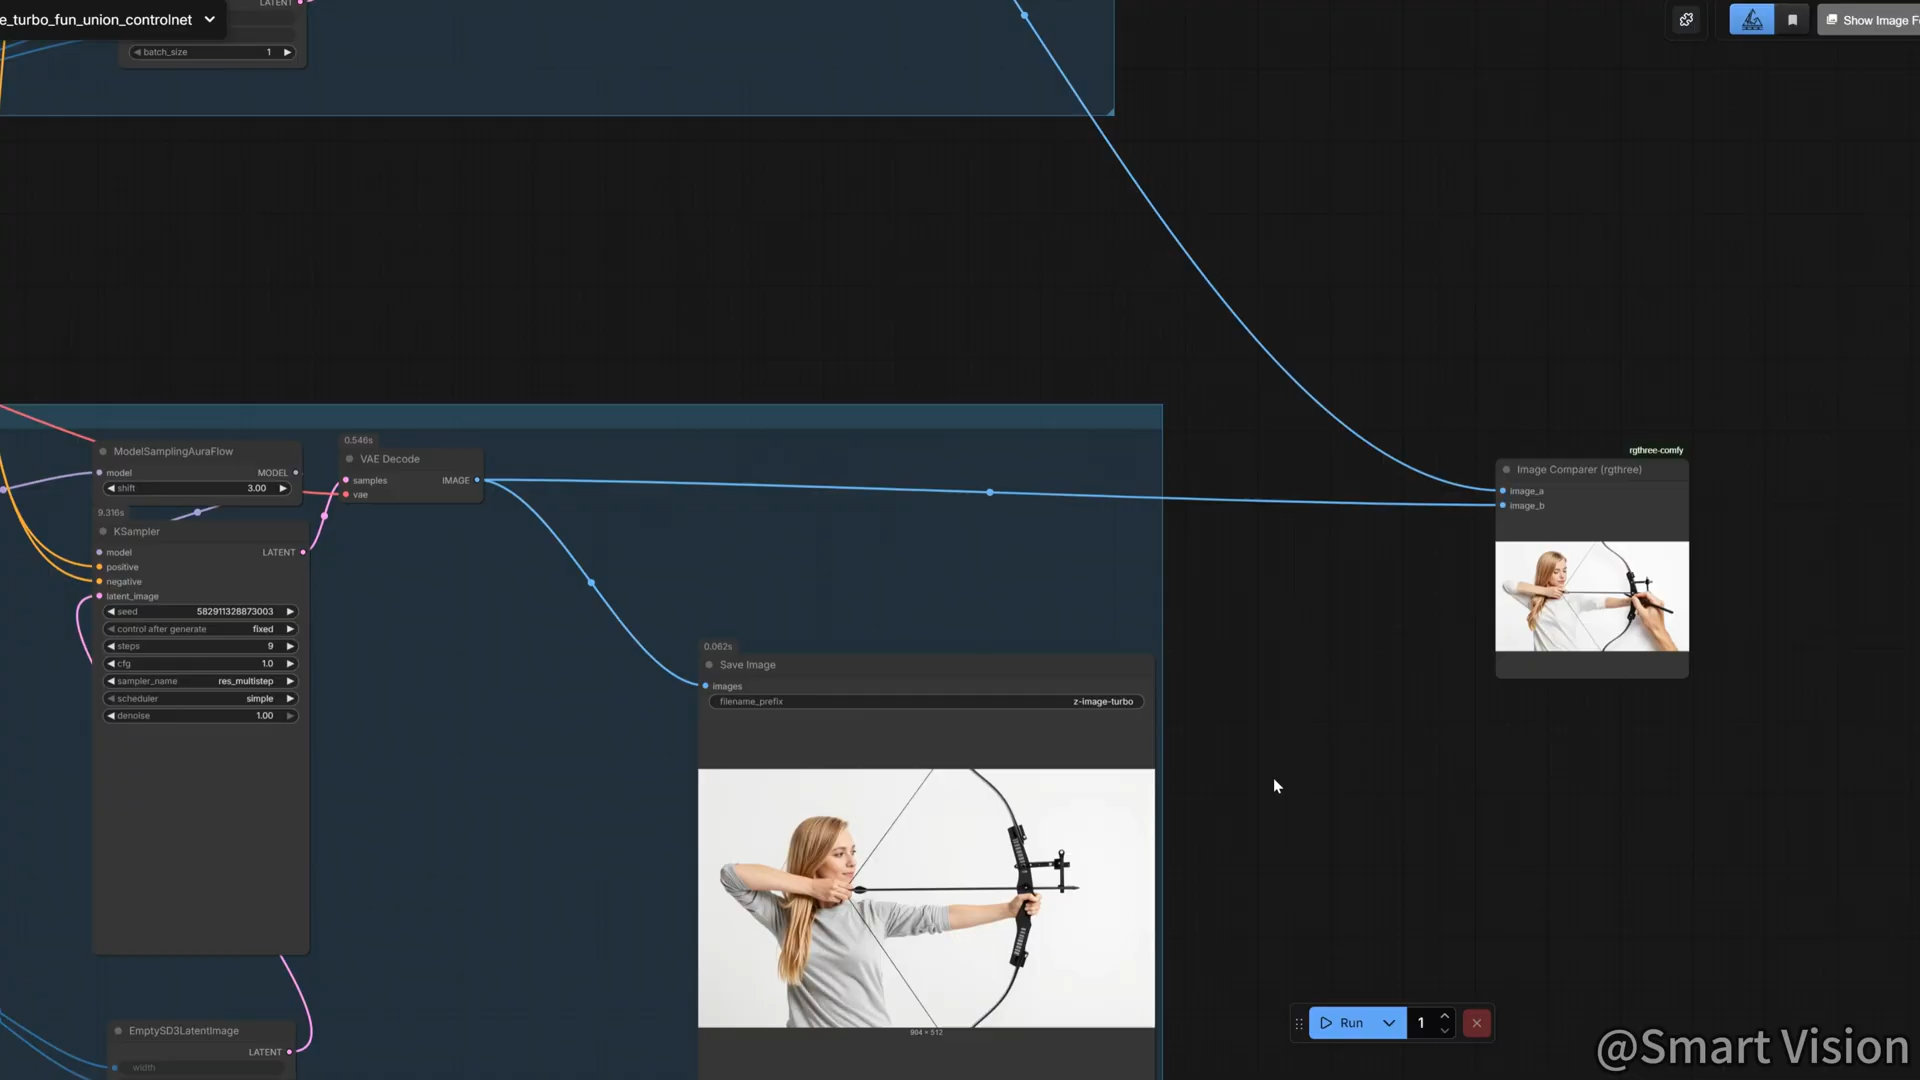 e_turbo_fun_union_controlnet
LATENT
batch_size 1
Show Image F
ModelSamplingAuraFlow
model MODEL
shift 3.00
0.546s
VAE Decode
samples IMAGE
vae
9.316s
KSampler
model LATENT
positive
negative
latent_image
seed 582911328873003
control after generate fixed
steps 9
cfg 1.0
sampler_name res_multistep
scheduler simple
denoise 1.00
0.062s
Save Image
images
filename_prefix z-image-turbo
904 × 512
rgthree-comfy
Image Comparer (rgthree)
image_a
image_b
EmptySD3LatentImage
LATENT
width
Run 1
@Smart Vision